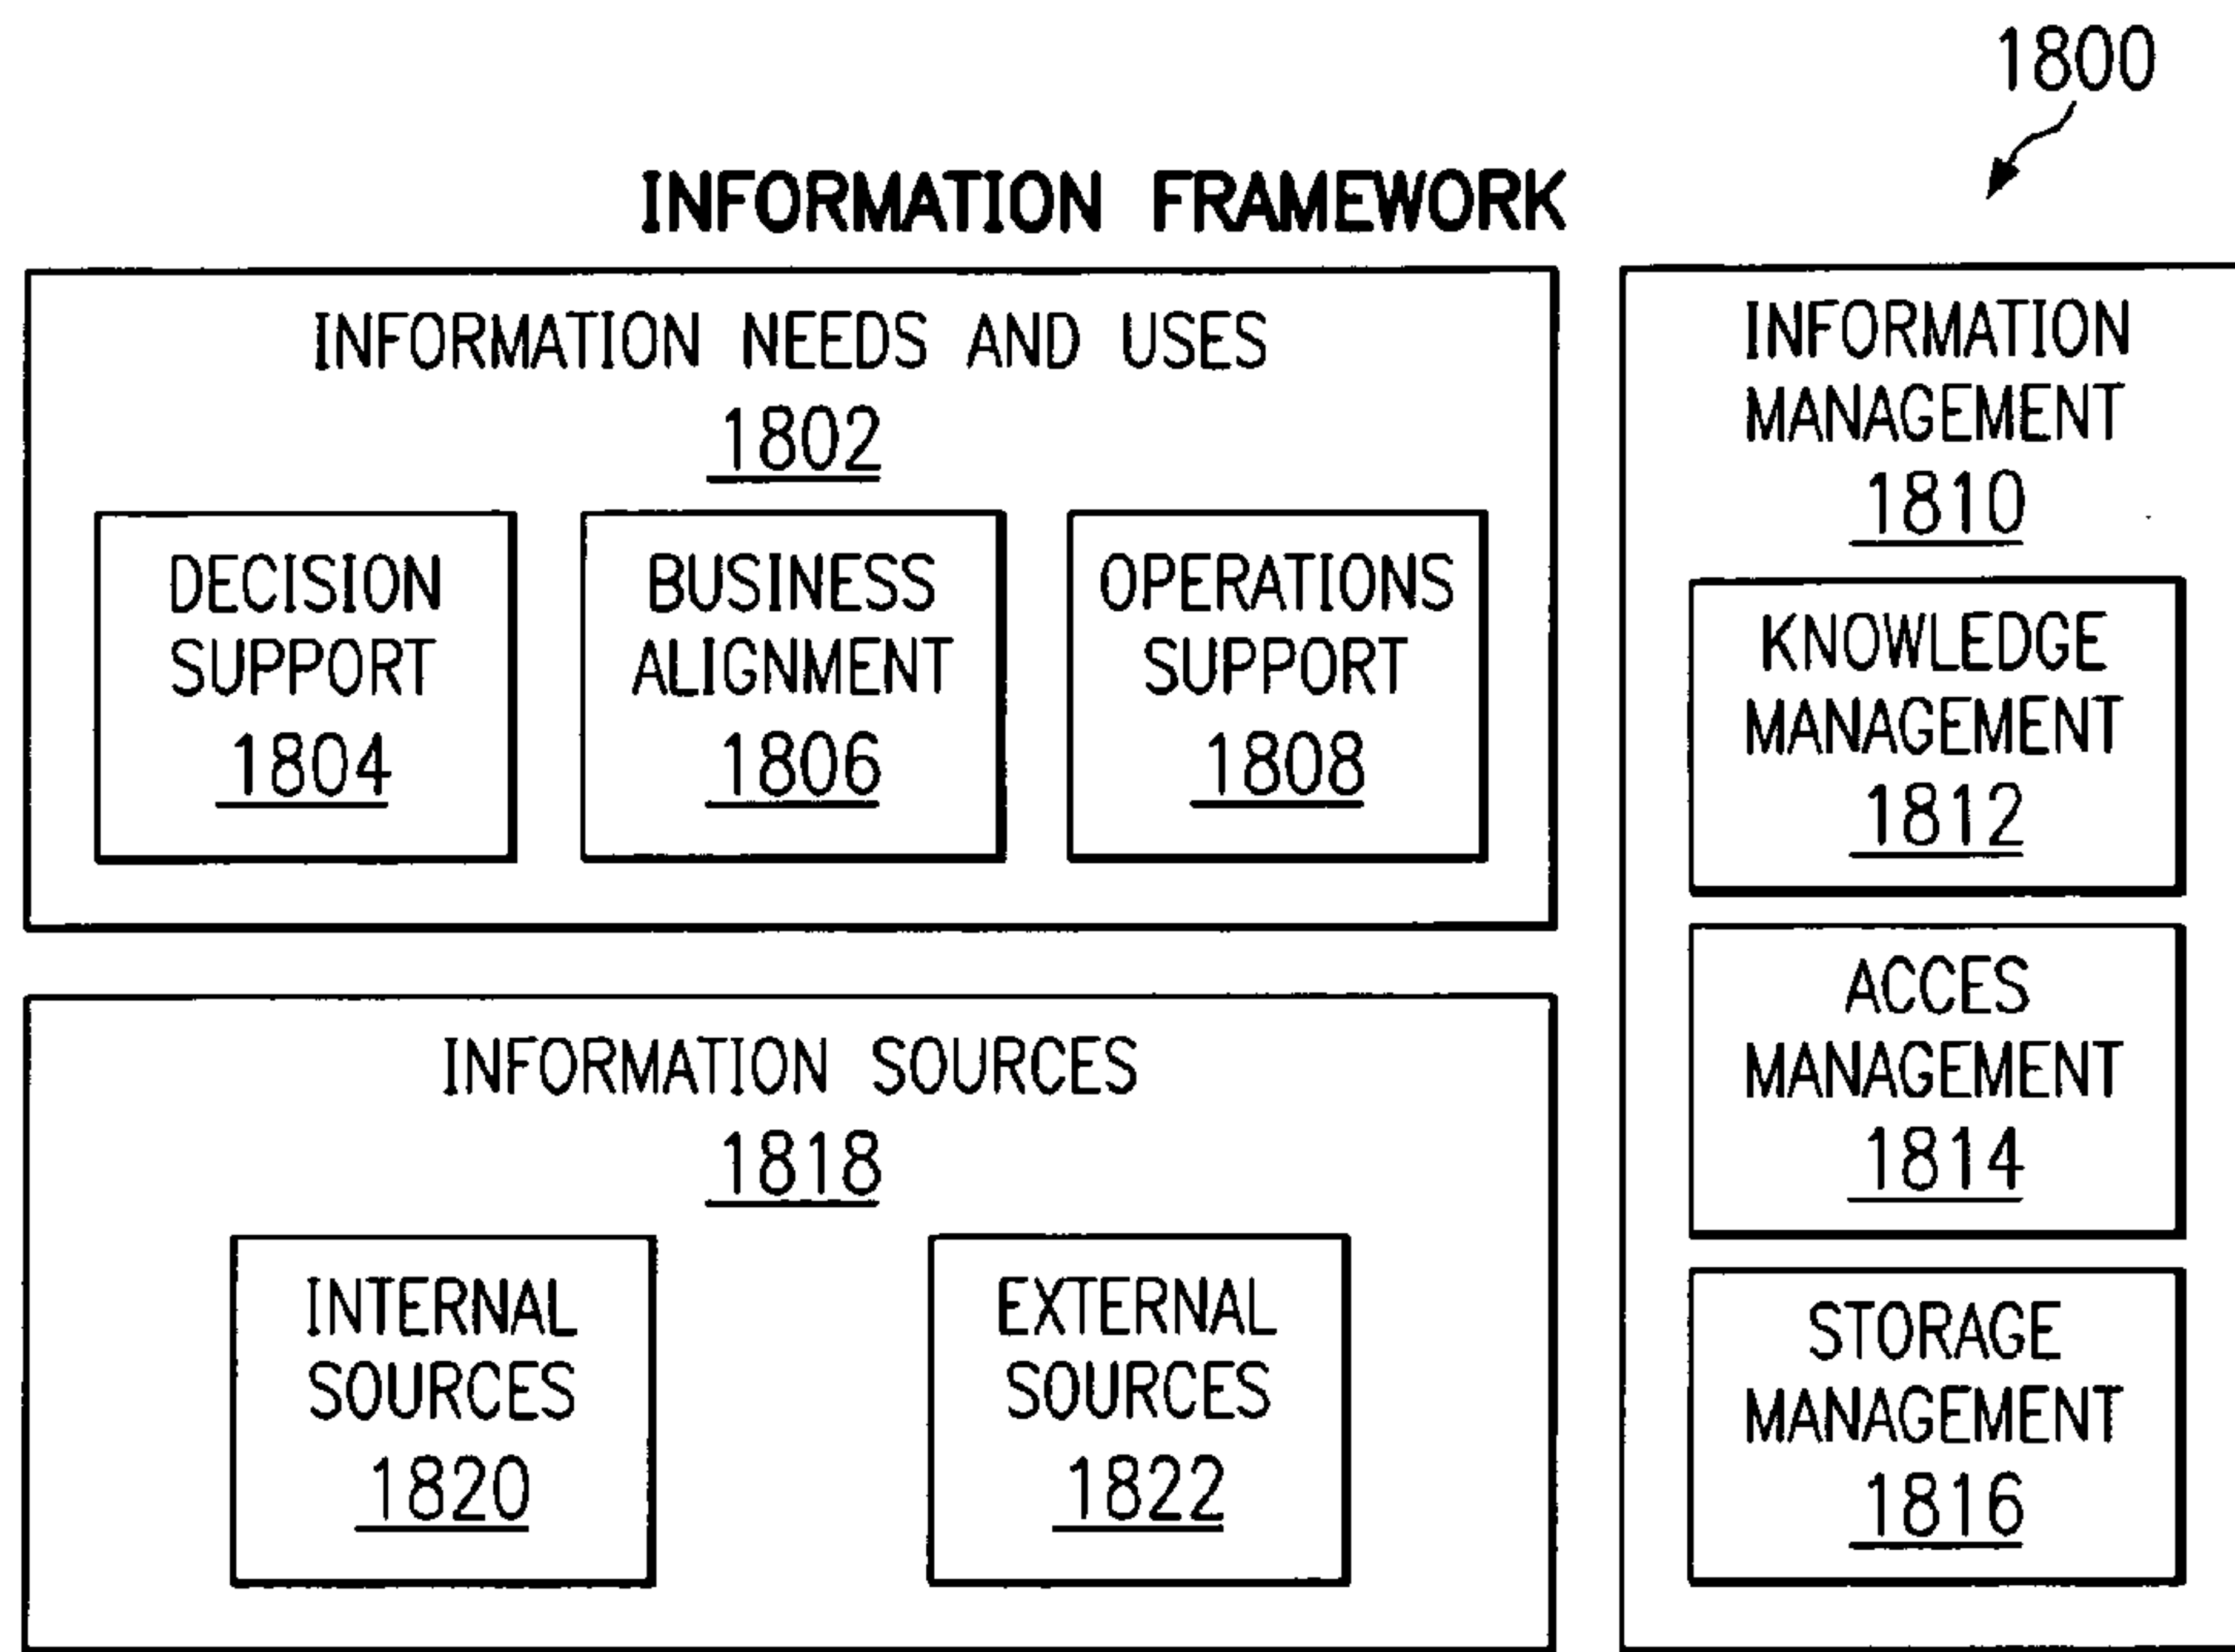 1800
INFORMATION FRAMEWORK
INFORMATION NEEDS AND USES
1802
DECISION
SUPPORT
1804
BUSINESS
ALIGNMENT
1806
OPERATIONS
SUPPORT
1808
INFORMATION SOURCES
1818
INTERNAL
SOURCES
1820
EXTERNAL
SOURCES
1822
INFORMATION
MANAGEMENT
1810
KNOWLEDGE
MANAGEMENT
1812
ACCES
MANAGEMENT
1814
STORAGE
MANAGEMENT
1816